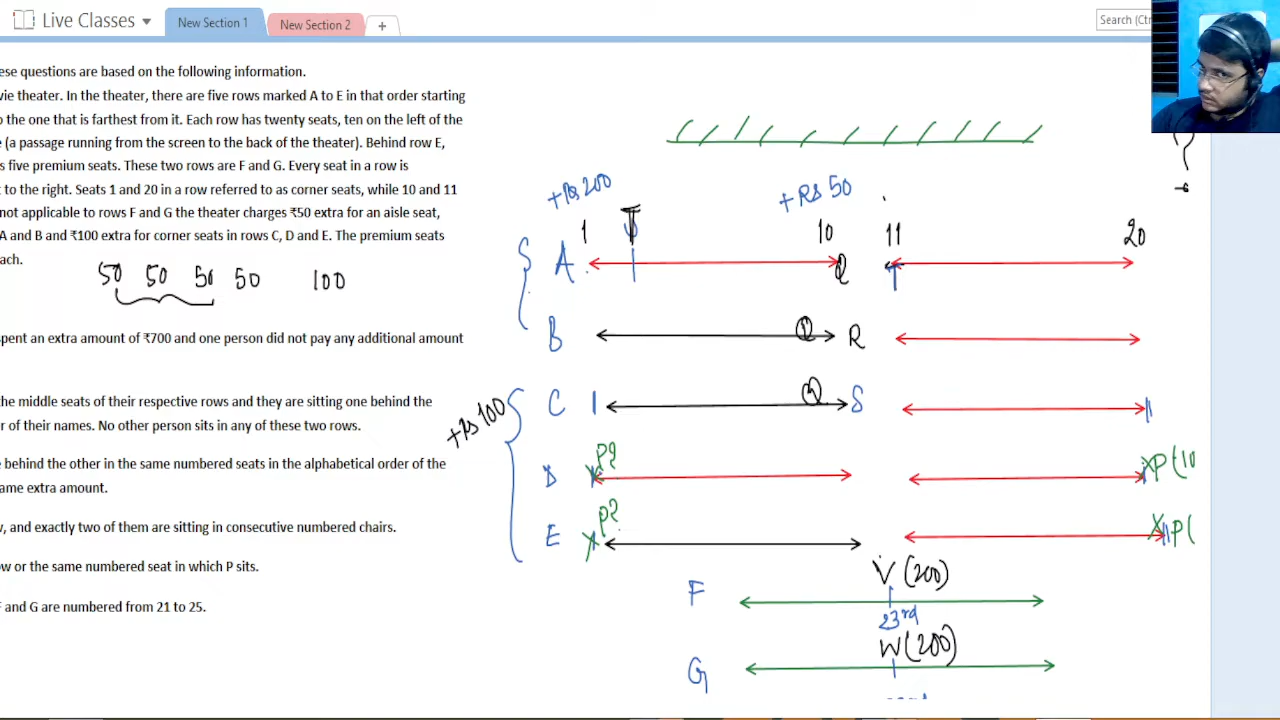 Live Classes
New Section 1
New Section 2
+
Search (Ctr
ese questions are based on the following information.
vie theater. In the theater, there are five rows marked A to E in that order starting
o the one that is farthest from it. Each row has twenty seats, ten on the left of the
e (a passage running from the screen to the back of the theater). Behind row E,
s five premium seats. These two rows are F and G. Every seat in a row is
t to the right. Seats 1 and 20 in a row referred to as corner seats, while 10 and 11
not applicable to rows F and G the theater charges ₹50 extra for an aisle seat,
A and B and ₹100 extra for corner seats in rows C, D and E. The premium seats
ach.
50 50 50 50 100
pent an extra amount of ₹700 and one person did not pay any additional amount
the middle seats of their respective rows and they are sitting one behind the
er of their names. No other person sits in any of these two rows.
e behind the other in the same numbered seats in the alphabetical order of the
ame extra amount.
v, and exactly two of them are sitting in consecutive numbered chairs.
ow or the same numbered seat in which P sits.
F and G are numbered from 21 to 25.
?
+Rs 200
+Rs 50
1 T 10 11 20
A Q T
B Q R
+Rs 100
C Q S
D P? P(10
E P? P(
V (200)
F
23rd
W(200)
G